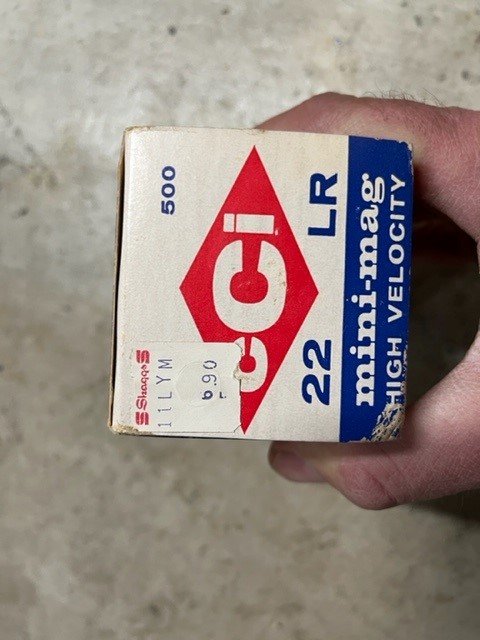 500
CCi
22 LR
mini-mag
HIGH VELOCITY
Skaggs
11LYM
6.90